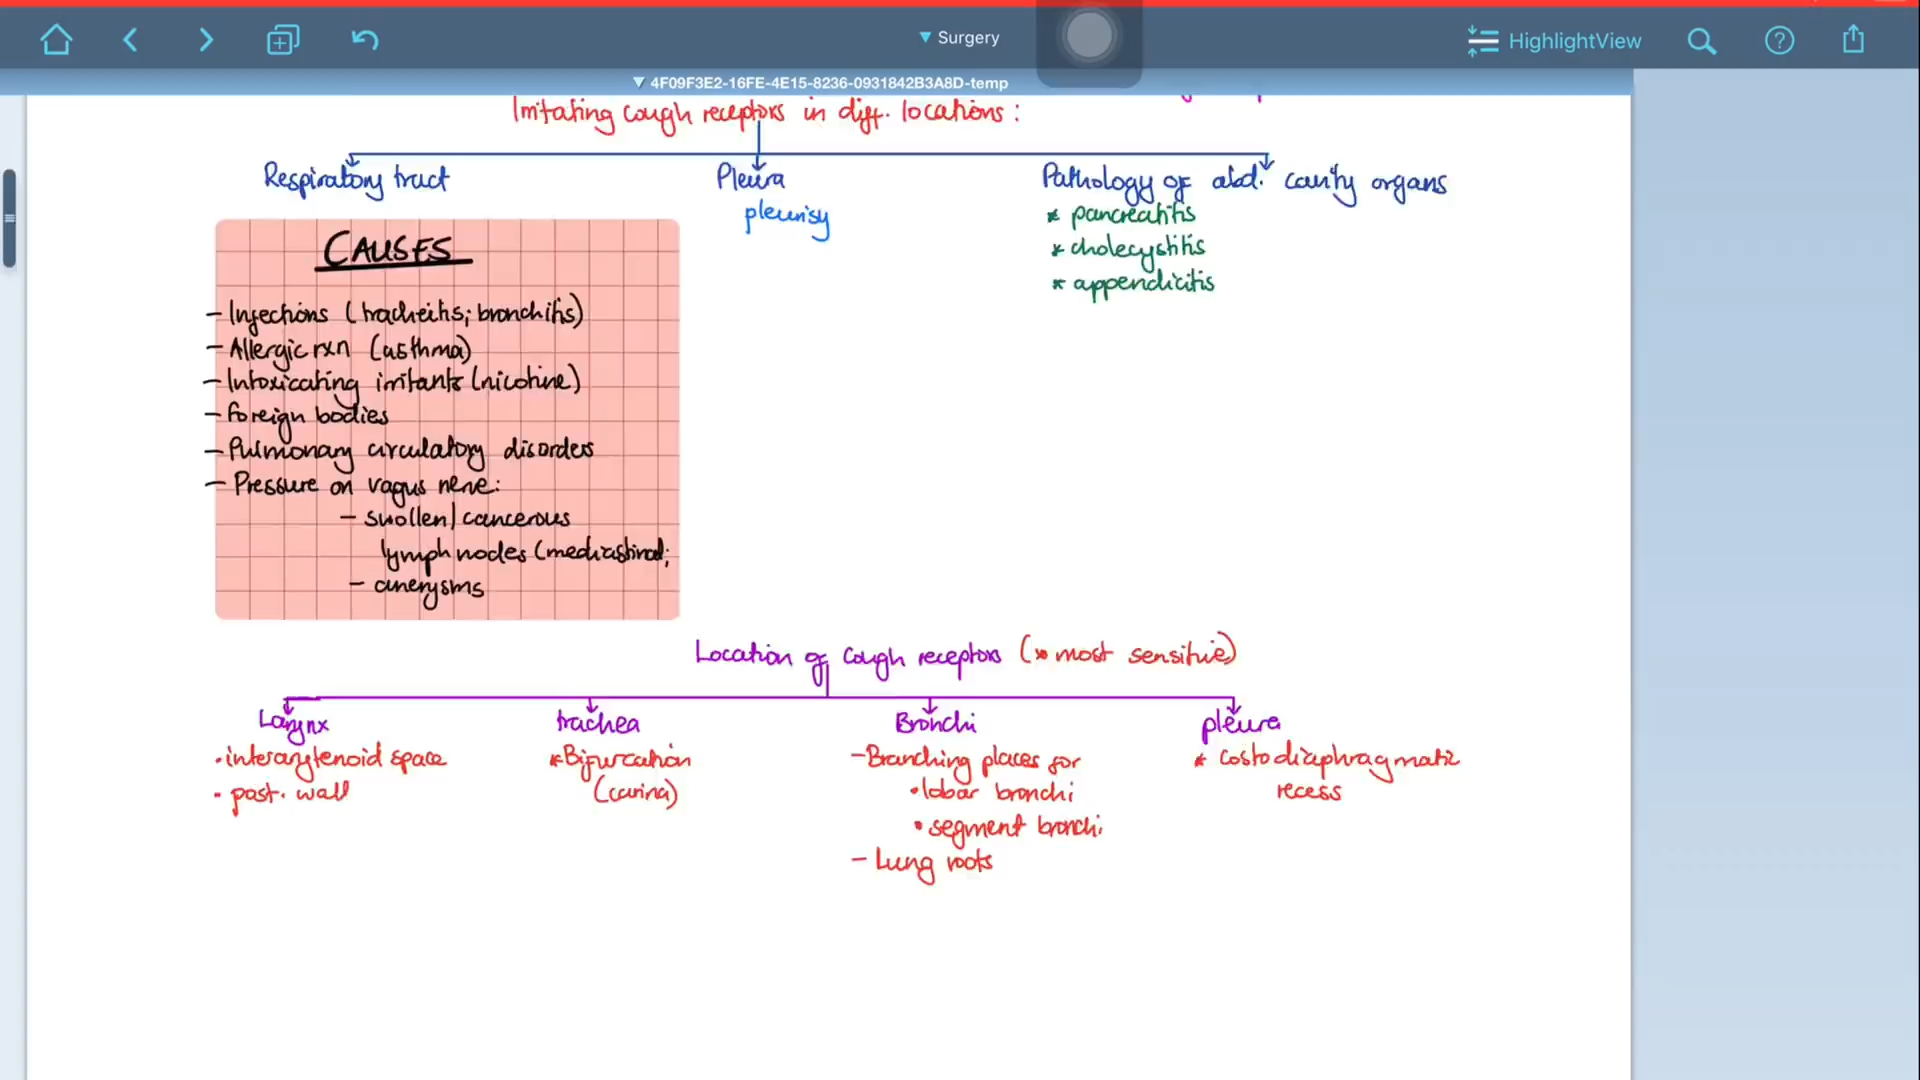 Surgery
HighlightView
4F09F3E2-16FE-4E15-8236-0931842B3A8D-temp
Irritating cough receptors in diff. locations:
Respiratory tract
Pleura
pleurisy
Pathology of abd. cavity organs
* pancreatitis
* cholecystitis
* appendicitis
CAUSES
- Infections (tracheitis; bronchitis)
- Allergic rxn (asthma)
- Intoxicating irritants (nicotine)
- foreign bodies
- Pulmonary circulatory disorders
- Pressure on vagus nerve:
- swollen/cancerous
lymph nodes (mediastinal;
- anerysms
Location of cough receptors (* most sensitive)
Larynx
• interarytenoid space
• post. wall
trachea
* Bifurcation
(carina)
Bronchi
- Branching places for
• lobar bronchi
• segment bronchi
- Lung roots
pleura
* costodiaphragmatic
recess